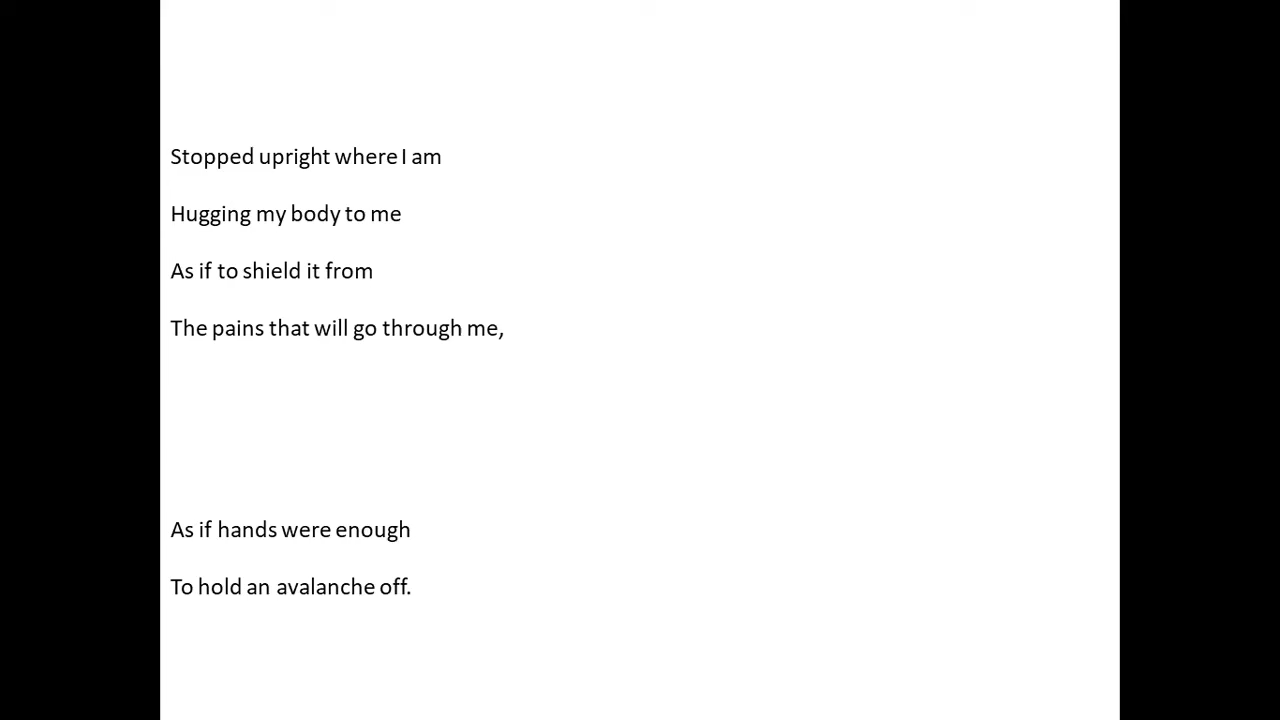 Stopped upright where I am
Hugging my body to me
As if to shield it from
The pains that will go through me,
As if hands were enough
To hold an avalanche off.